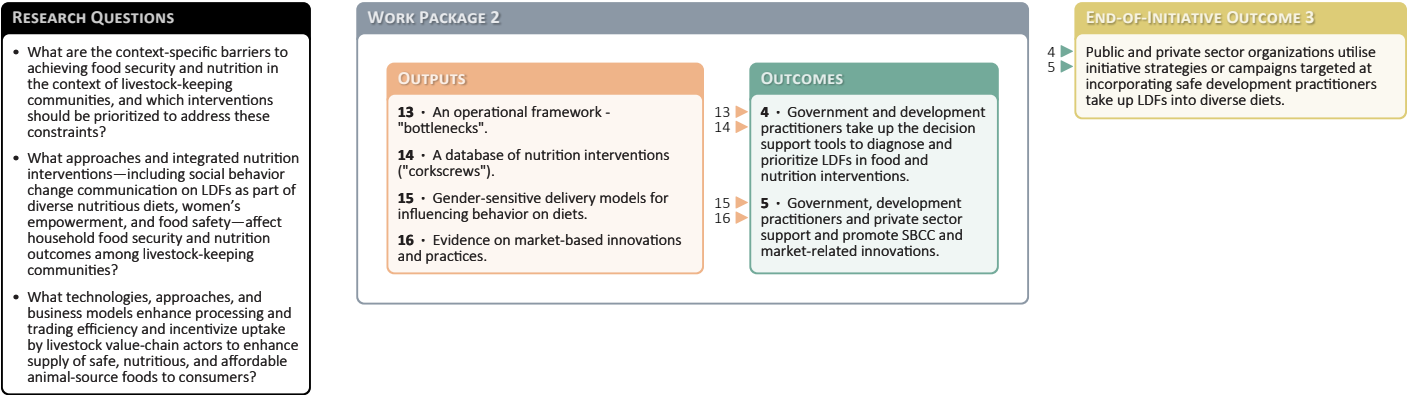 RESEARCH QUESTIONS
• What are the context-specific barriers to
achieving food security and nutrition in
the context of livestock-keeping
communities, and which interventions
should be prioritized to address these
constraints?
• What approaches and integrated nutrition
interventions—including social behavior
change communication on LDFs as part of
diverse nutritious diets, women's
empowerment, and food safety—affect
household food security and nutrition
outcomes among livestock-keeping
communities?
• What technologies, approaches, and
business models enhance processing and
trading efficiency and incentivize uptake
by livestock value-chain actors to enhance
supply of safe, nutritious, and affordable
animal-source foods to consumers?
WORK PACKAGE 2
OUTPUTS
13 · An operational framework -
"bottlenecks".
14 · A database of nutrition interventions
("corkscrews").
15 · Gender-sensitive delivery models for
influencing behavior on diets.
16 · Evidence on market-based innovations
and practices.
13
14
15
16
OUTCOMES
4 · Government and development
practitioners take up the decision
support tools to diagnose and
prioritize LDFs in food and
nutrition interventions.
5 · Government, development
practitioners and private sector
support and promote SBCC and
market-related innovations.
4
5
END-OF-INITIATIVE OUTCOME 3
Public and private sector organizations utilise
initiative strategies or campaigns targeted at
incorporating safe development practitioners
take up LDFs into diverse diets.